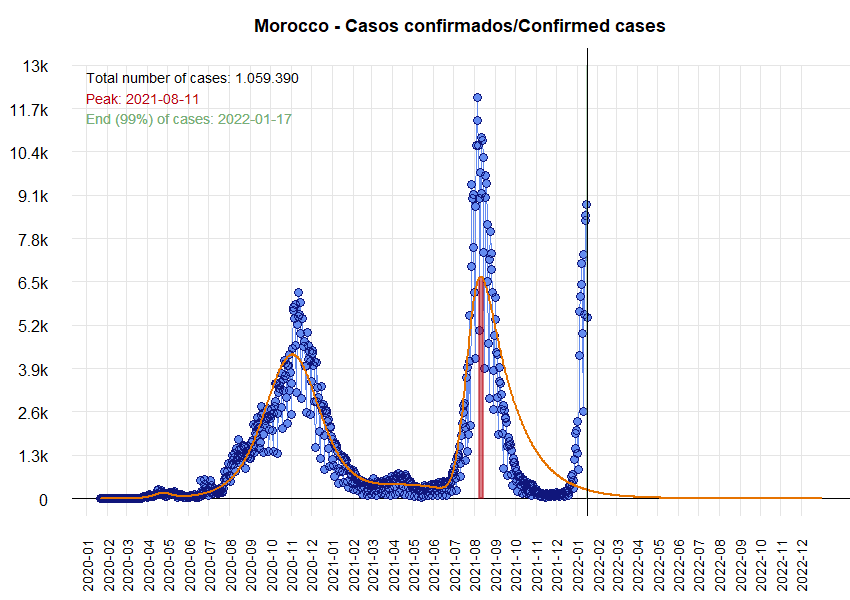 Morocco - Casos confirmados/Confirmed cases
13k
Total number of cases: 1.059.390
Peak: 2021-08-11
End (99%) of cases: 2022-01-17
11.7k
10.4k
9.1k
7.8k
6.5k
5.2k
3.9k
2.6k
1.3k
0
2020-01
2020-02
2020-03
2020-04
2020-05
2020-06
2020-07
2020-08
2020-09
2020-10
2020-11
2020-12
2021-01
2021-02
2021-03
2021-04
2021-05
2021-06
2021-07
2021-08
2021-09
2021-10
2021-11
2021-12
2022-01
2022-02
2022-03
2022-04
2022-05
2022-06
2022-07
2022-08
2022-09
2022-10
2022-11
2022-12